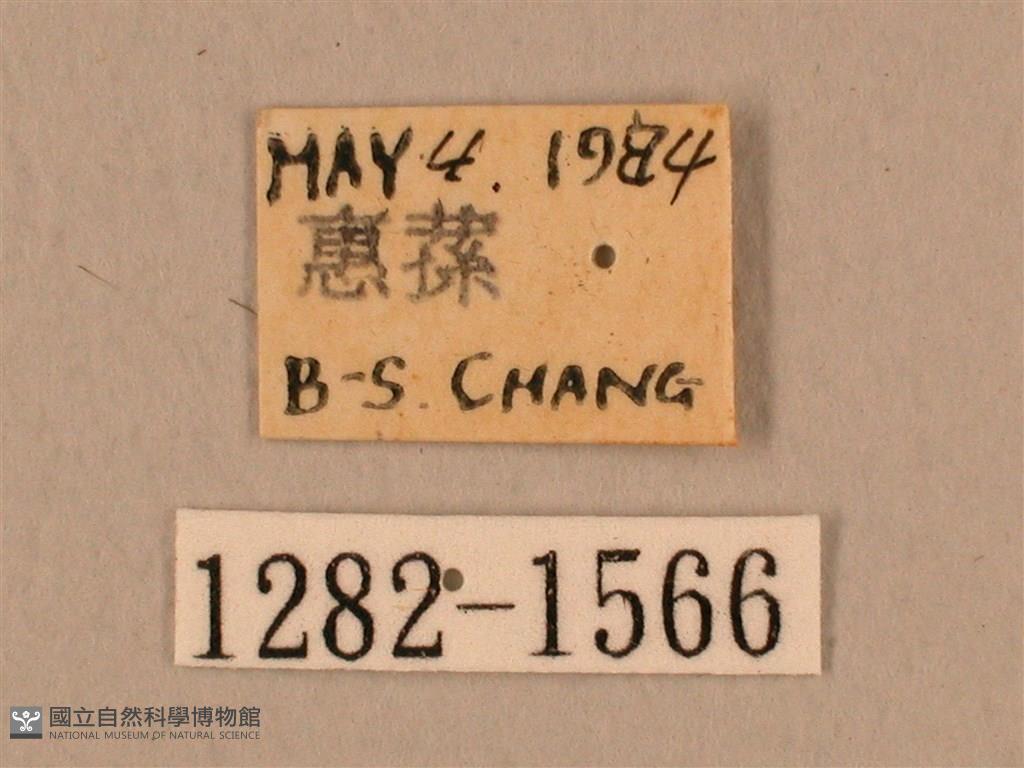 MAY 4. 1984
惠蓀
B-S. CHANG
1282-1566
國立自然科學博物館
NATIONAL MUSEUM OF NATURAL SCIENCE